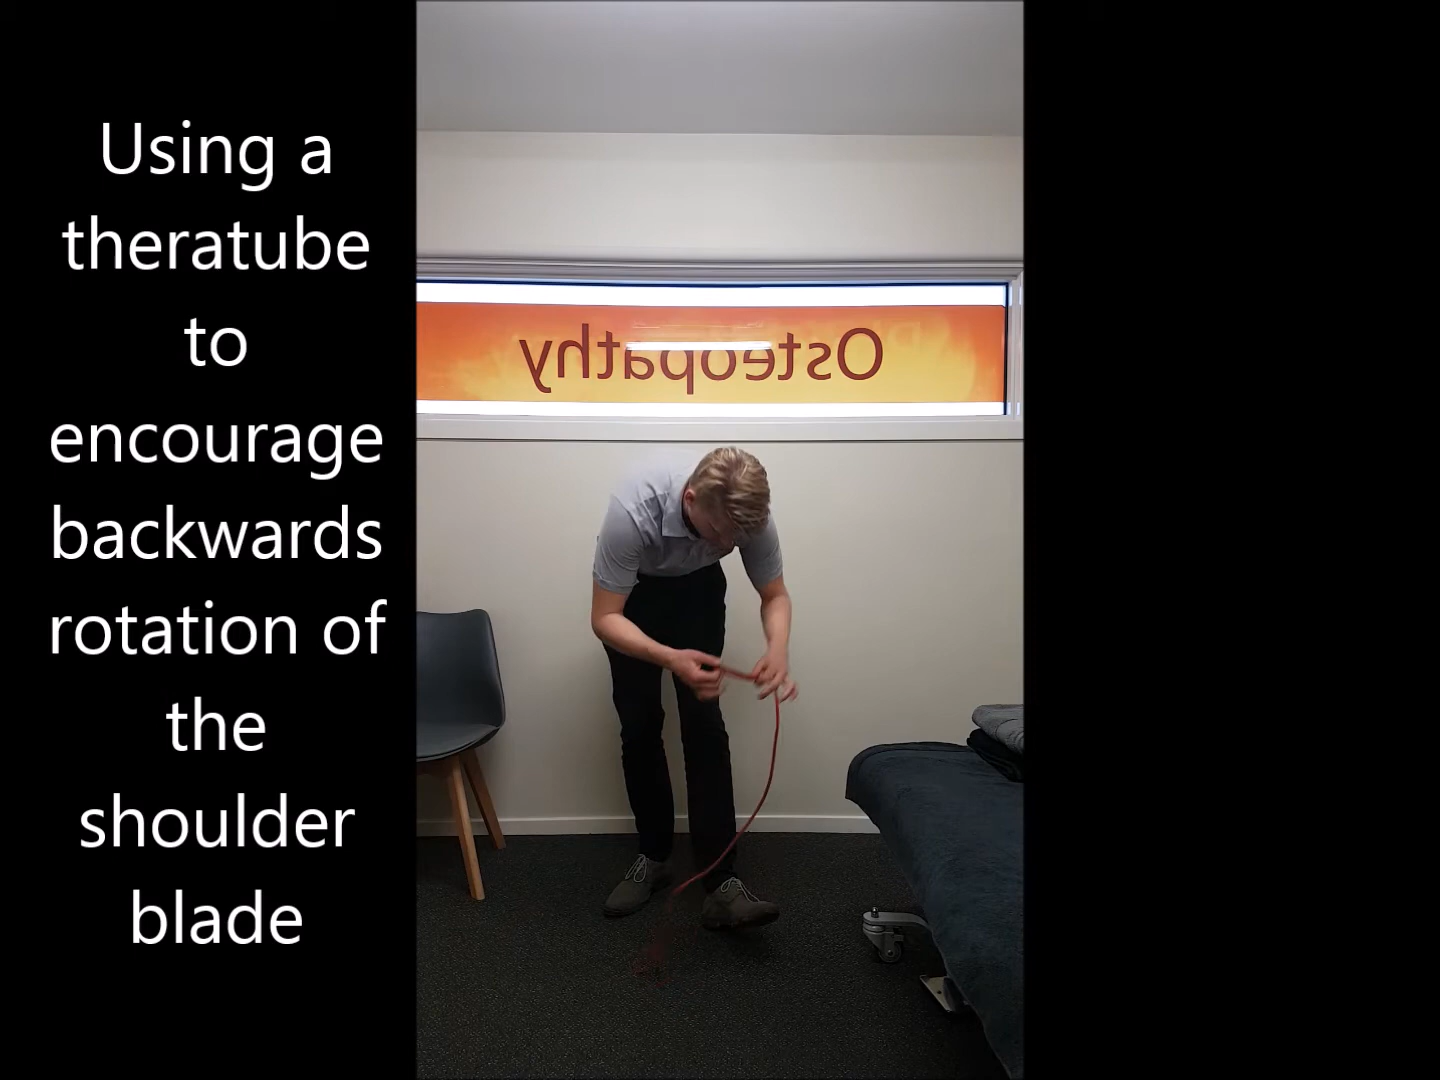 Using a
theratube
to
encourage
backwards
rotation of
the
shoulder
blade
Osteopathy